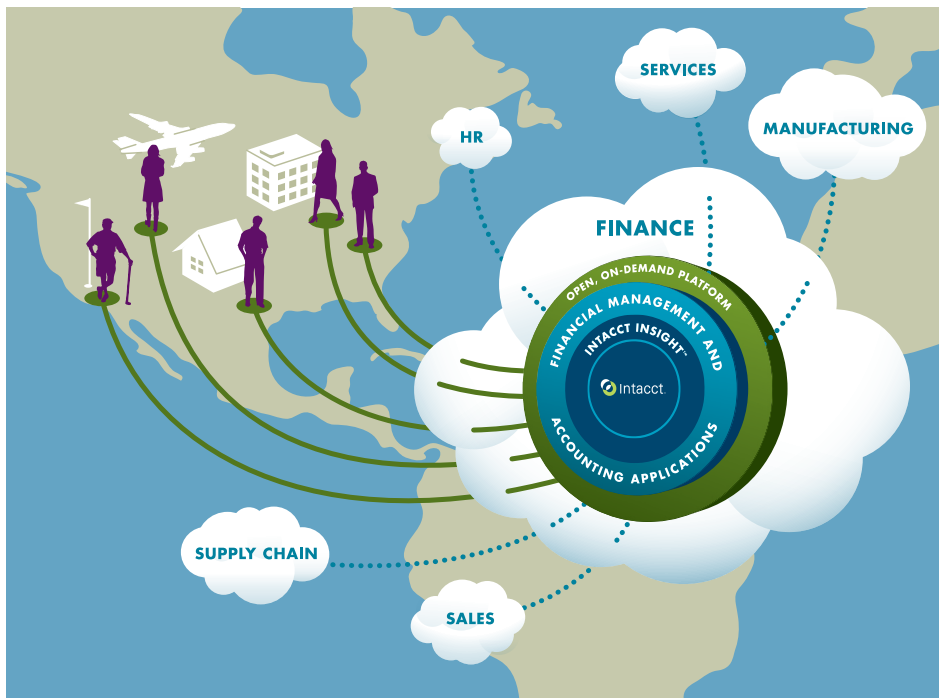 SERVICES
MANUFACTURING
HR
FINANCE
OPEN, ON-DEMAND PLATFORM
FINANCIAL MANAGEMENT AND
INTACCT INSIGHT™
Intacct
ACCOUNTING APPLICATIONS
SUPPLY CHAIN
SALES